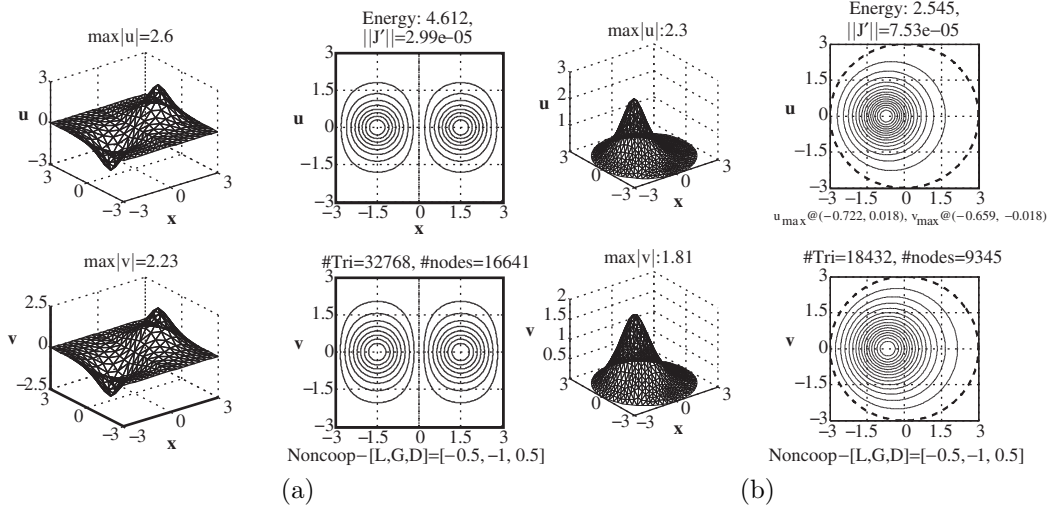 max|u|=2.6
3
0
−3
u
−3
0
3
−3
0
3
x
Energy: 4.612,
||J′||=2.99e−05
3
1.5
0
−1.5
−3
u
−3 −1.5 0 1.5 3
x
max|u|:2.3
3
2
1
u
3
0
−3
−3
0
3
Energy: 2.545,
||J′||=7.53e−05
3
1.5
0
−1.5
−3
u
−3 −1.5 0 1.5 3
umax@(−0.722, 0.018), vmax@(−0.659, −0.018)
max|v|=2.23
2.5
0
−2.5
v
3
0
−3
−3
0
3
x
#Tri=32768, #nodes=16641
3
1.5
0
−1.5
−3
v
−3 −1.5 0 1.5 3
Noncoop−[L,G,D]=[−0.5, −1, 0.5]
max|v|:1.81
2
1.5
1
0.5
v
3
0
−3
−3
0
3
x
#Tri=18432, #nodes=9345
3
1.5
0
−1.5
−3
v
−3 −1.5 0 1.5 3
Noncoop−[L,G,D]=[−0.5, −1, 0.5]
(a)
(b)